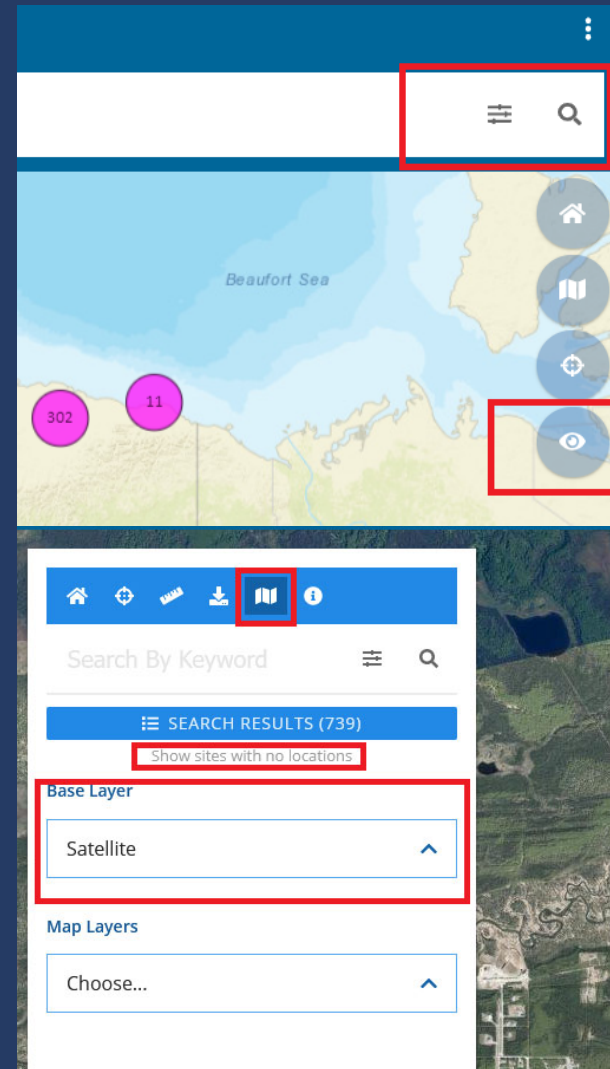 Beaufort Sea
11
302
Search By Keyword
SEARCH RESULTS (739)
Show sites with no locations
Base Layer
Satellite
Map Layers
Choose...